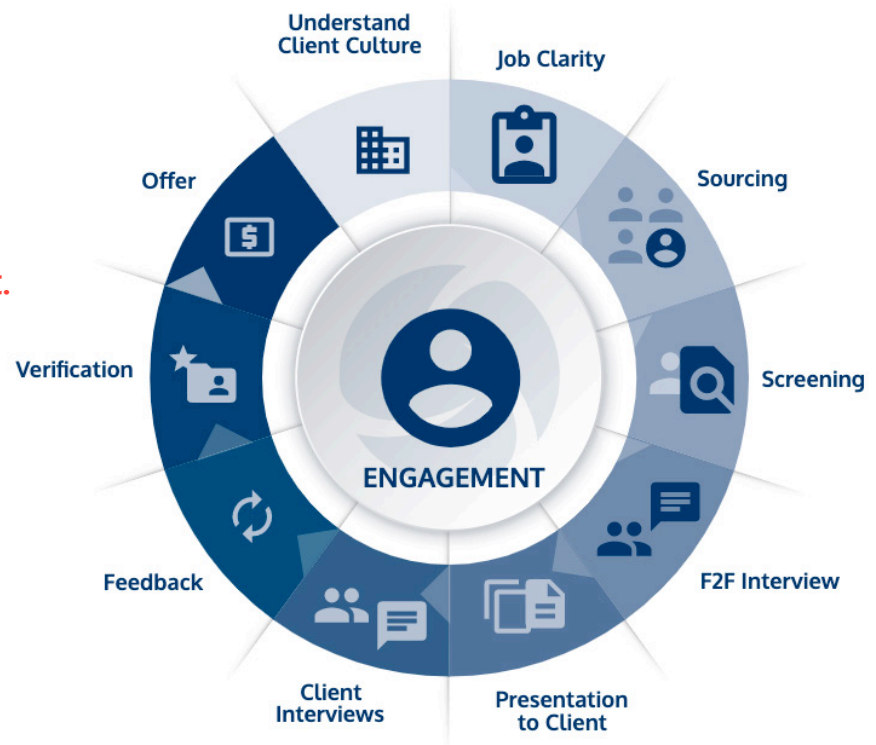 Understand
Client Culture
Job Clarity
Sourcing
Screening
F2F Interview
Presentation
to Client
Client
Interviews
Feedback
Verification
Offer
$
ENGAGEMENT